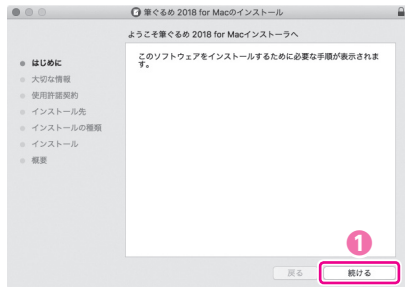 筆ぐるめ 2018 for Macのインストール
ようこそ筆ぐるめ 2018 for Macインストーラへ
はじめに
大切な情報
使用許諾契約
インストール先
インストールの種類
インストール
概要
このソフトウェアをインストールするために必要な手順が表示されま
す。
1
戻る
続ける